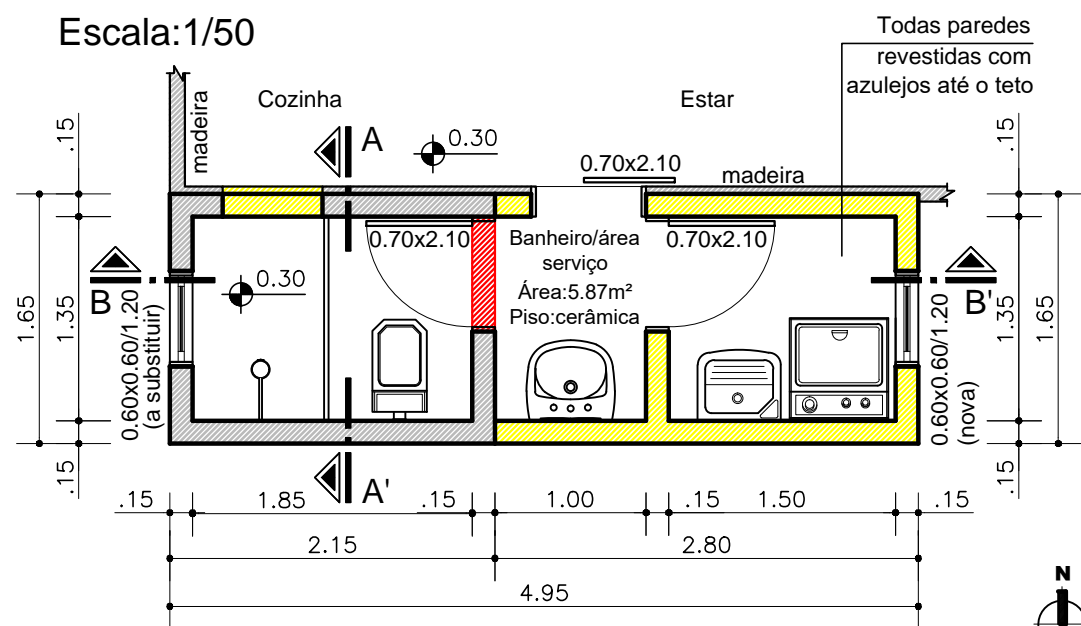 Escala:1/50
Todas paredes
revestidas com
azulejos até o teto
Cozinha
Estar
madeira
A
0.30
0.70x2.10
madeira
.15
.15
0.70x2.10
Banheiro/área
serviço
Área:5.87m²
Piso:cerâmica
0.70x2.10
B
0.30
B'
1.65
1.35
0.60x0.60/1.20
(a substituir)
0.60x0.60/1.20
(nova)
1.35
1.65
.15
A'
.15
.15
1.85
.15
1.00
.15
1.50
.15
2.15
2.80
4.95
N